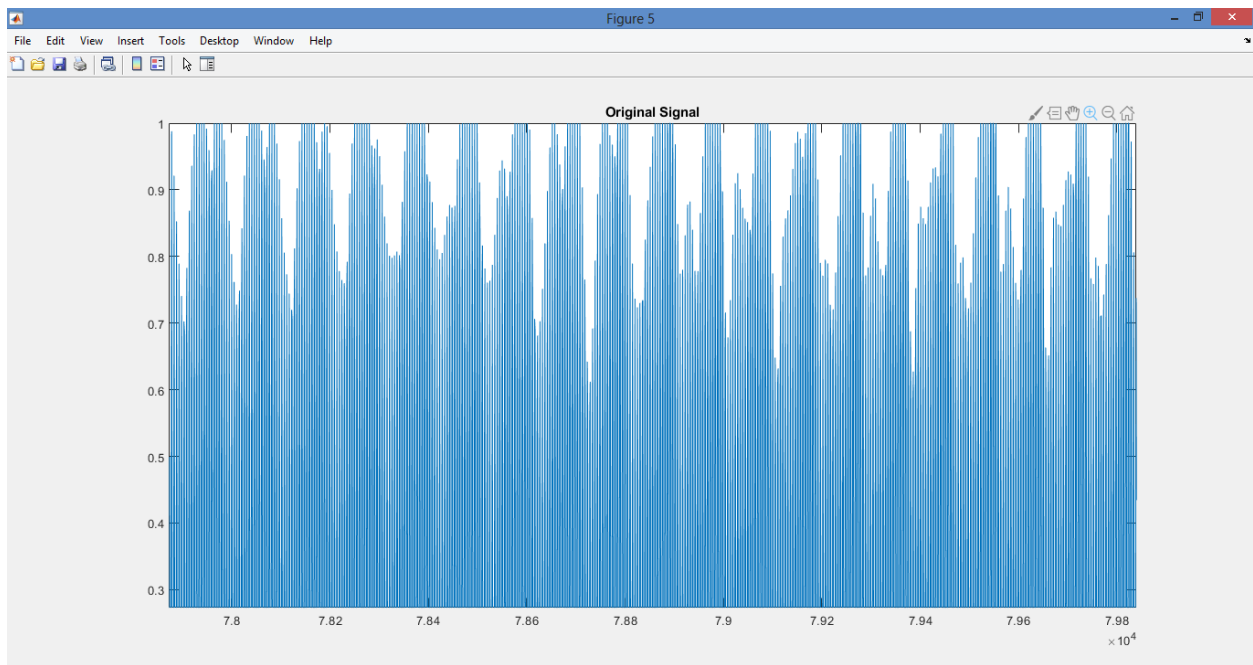 Figure 5
File Edit View Insert Tools Desktop Window Help
Original Signal
1
0.9
0.8
0.7
0.6
0.5
0.4
0.3
7.8 7.82 7.84 7.86 7.88 7.9 7.92 7.94 7.96 7.98
×10⁴